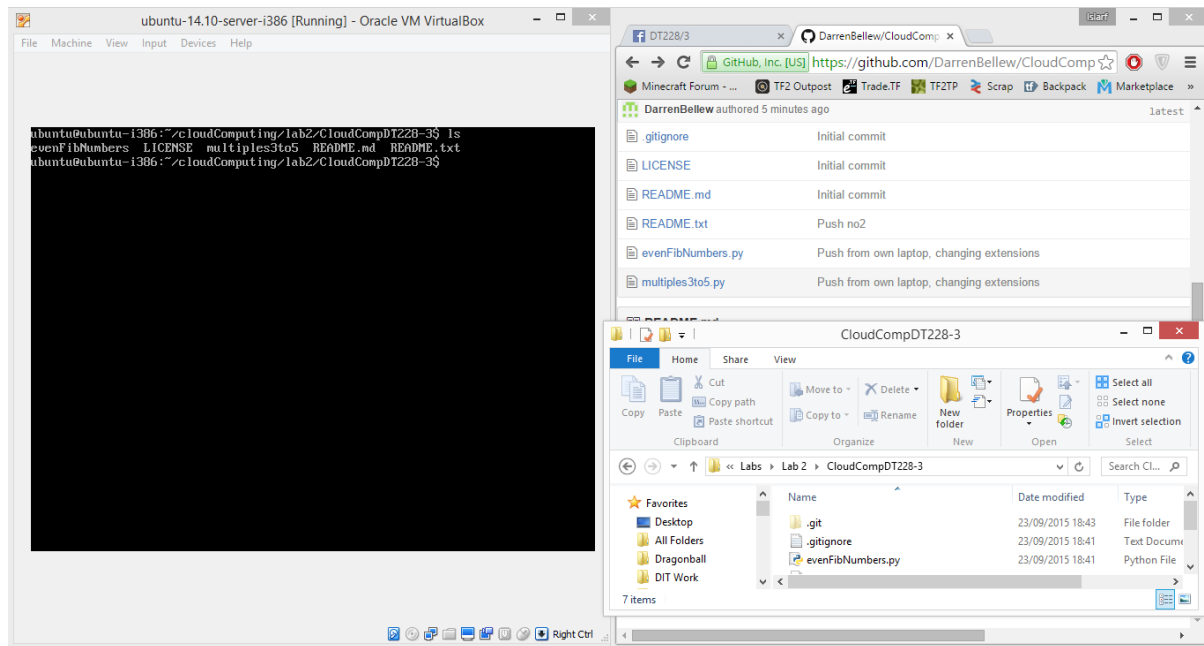 ubuntu-14.10-server-i386 [Running] - Oracle VM VirtualBox
File Machine View Input Devices Help
ubuntu@ubuntu-i386:~/cloudComputing/lab2/CloudCompDT228-3$ ls
evenFibNumbers LICENSE multiples3to5 README.md README.txt
ubuntu@ubuntu-i386:~/cloudComputing/lab2/CloudCompDT228-3$
Right Ctrl
Islarf
DT228/3
DarrenBellew/CloudComp
GitHub, Inc. [US] https://github.com/DarrenBellew/CloudComp
Minecraft Forum - ... TF2 Outpost Trade.TF TF2TP Scrap Backpack Marketplace »
DarrenBellew authored 5 minutes ago latest
.gitignore Initial commit
LICENSE Initial commit
README.md Initial commit
README.txt Push no2
evenFibNumbers.py Push from own laptop, changing extensions
multiples3to5.py Push from own laptop, changing extensions
README.md
CloudCompDT228-3
File Home Share View
Copy
Paste
Cut
Copy path
Paste shortcut
Clipboard
Move to
Copy to
Delete
Rename
Organize
New folder
New
Properties
Open
Select all
Select none
Invert selection
Select
« Labs Lab 2 CloudCompDT228-3
Search Cl...
Favorites
Desktop
All Folders
Dragonball
DIT Work
Name Date modified Type
.git 23/09/2015 18:43 File folder
.gitignore 23/09/2015 18:41 Text Docume
evenFibNumbers.py 23/09/2015 18:41 Python File
7 items